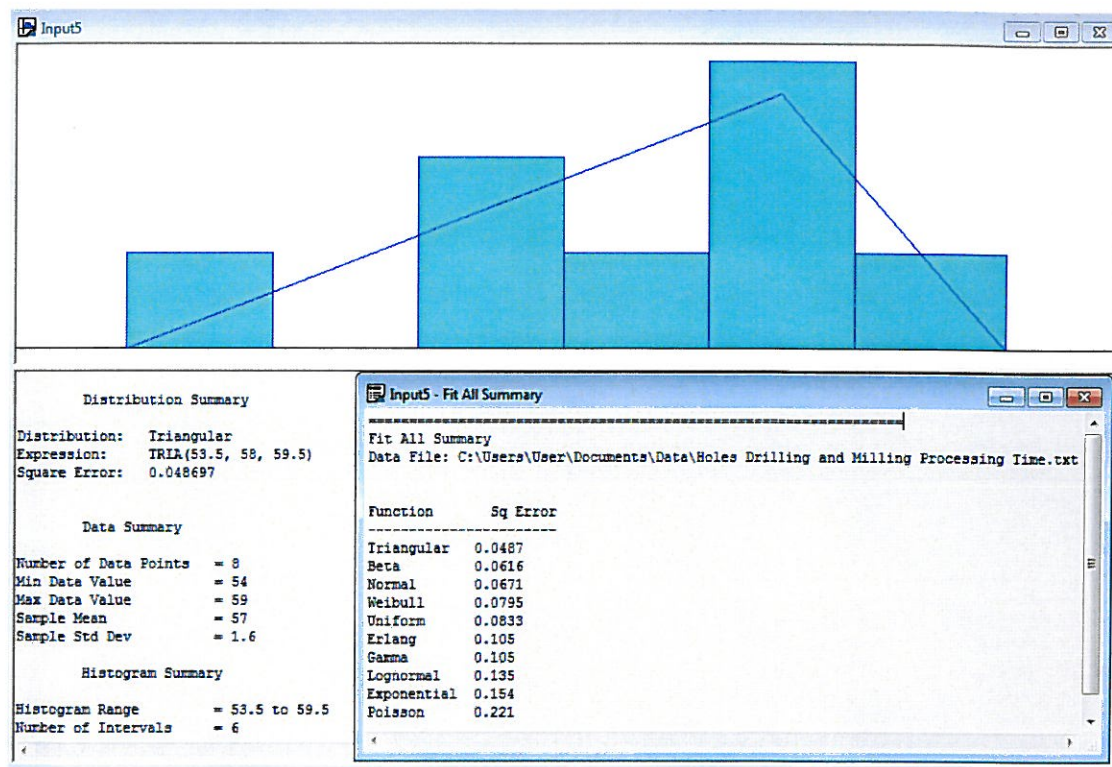 Input5
Distribution Summary
Distribution: Triangular
Expression: TRIA(53.5, 58, 59.5)
Square Error: 0.048697
Data Summary
Number of Data Points = 8
Min Data Value = 54
Max Data Value = 59
Sample Mean = 57
Sample Std Dev = 1.6
Histogram Summary
Histogram Range = 53.5 to 59.5
Number of Intervals = 6
Input5 - Fit All Summary
Fit All Summary
Data File: C:\Users\User\Documents\Data\Holes Drilling and Milling Processing Time.txt
Function Sq Error
Triangular 0.0487
Beta 0.0616
Normal 0.0671
Weibull 0.0795
Uniform 0.0833
Erlang 0.105
Gamma 0.105
Lognormal 0.135
Exponential 0.154
Poisson 0.221